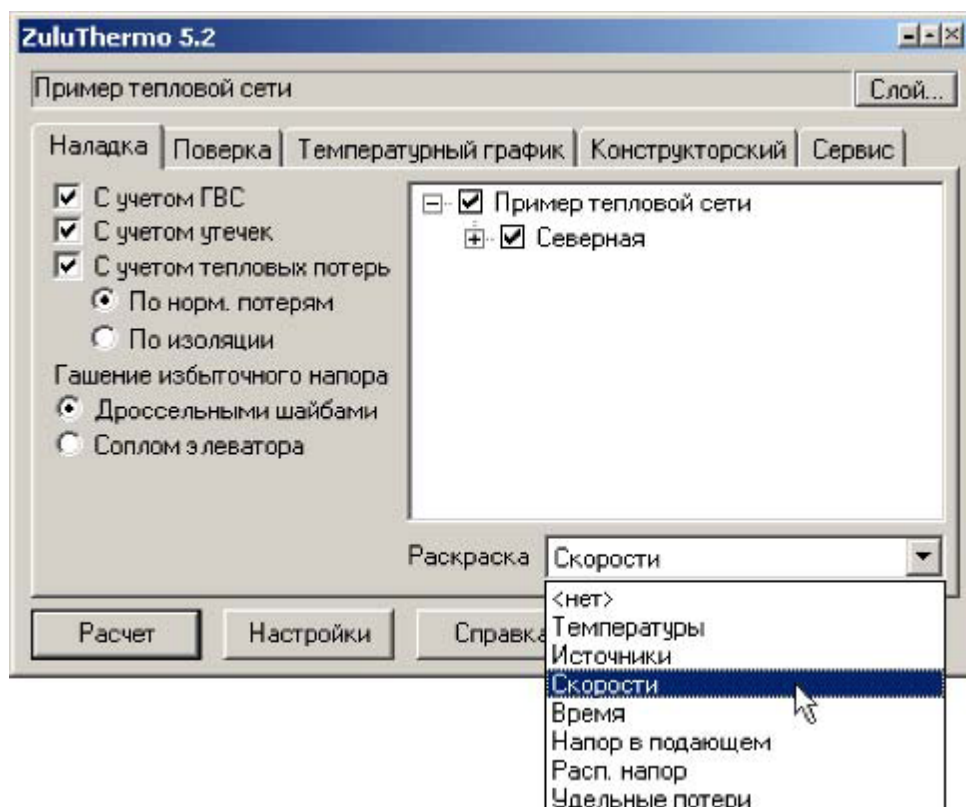 ZuluThermo 5.2
Пример тепловой сети
Слой...
Наладка Поверка Температурный график Конструкторский Сервис
С учетом ГВС
С учетом утечек
С учетом тепловых потерь
По норм. потерям
По изоляции
Гашение избыточного напора
Дроссельными шайбами
Соплом элеватора
Пример тепловой сети
Северная
Раскраска Скорости
Расчет Настройки Справка
<нет>
Температуры
Источники
Скорости
Время
Напор в подающем
Расп. напор
Удельные потери